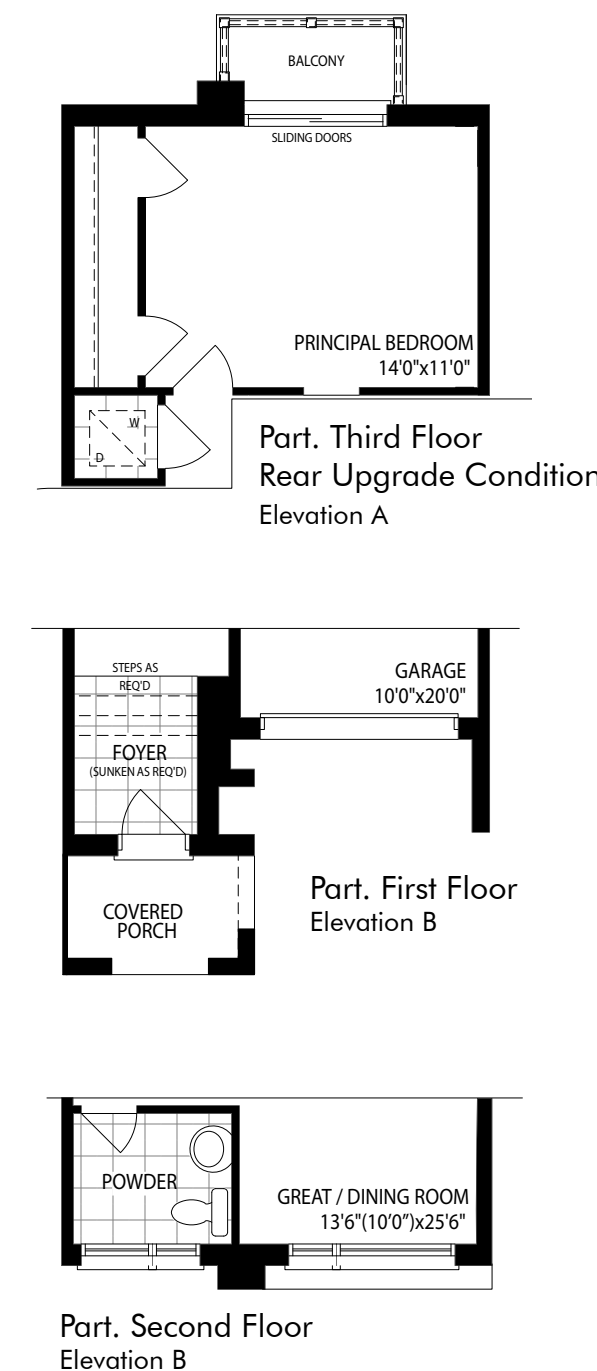 BALCONY
SLIDING DOORS
PRINCIPAL BEDROOM
14'0"x11'0"
W
D
Part. Third Floor
Rear Upgrade Condition
Elevation A
STEPS AS
REQ'D
GARAGE
10'0"x20'0"
FOYER
(SUNKEN AS REQ'D)
COVERED
PORCH
Part. First Floor
Elevation B
POWDER
GREAT / DINING ROOM
13'6"(10'0")x25'6"
Part. Second Floor
Elevation B